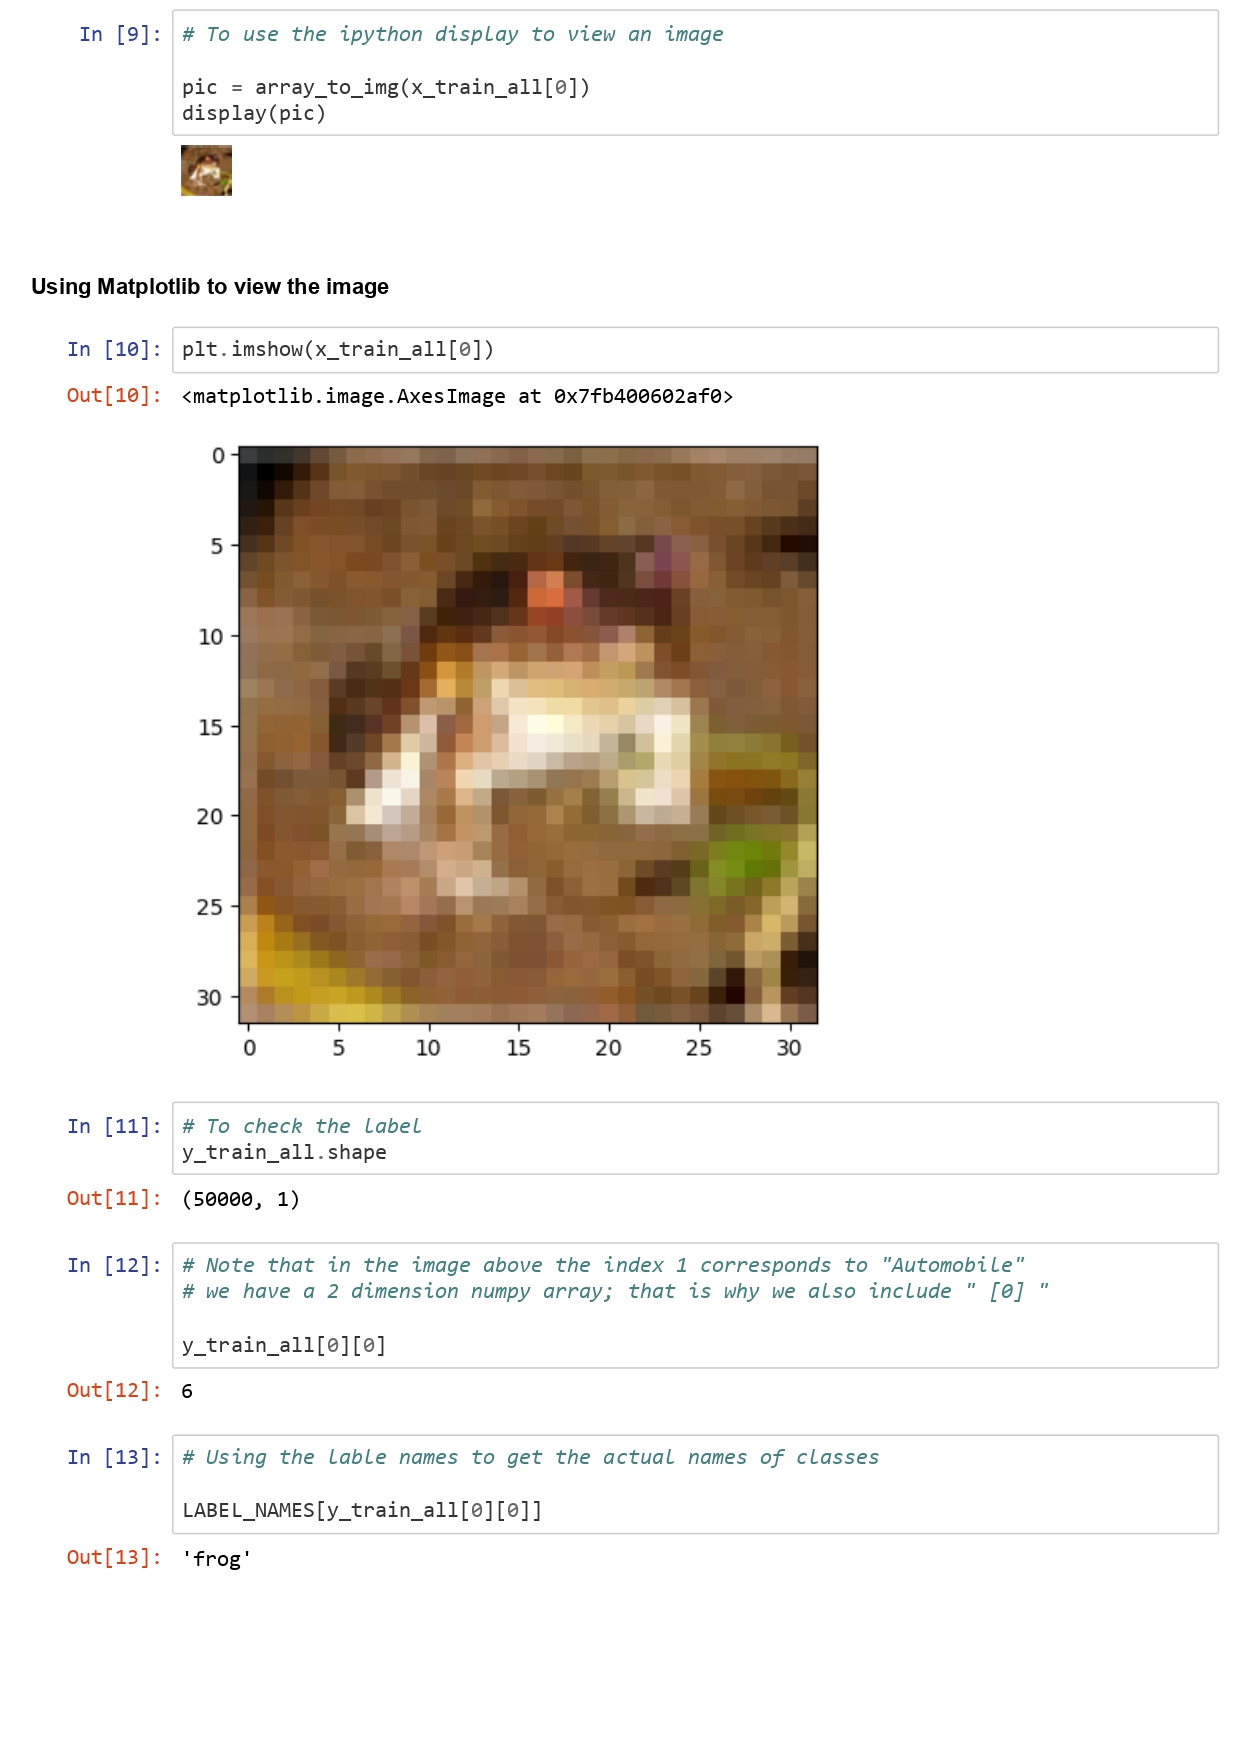 In [9]: # To use the ipython display to view an image
pic = array_to_img(x_train_all[0])
display(pic)
Using Matplotlib to view the image
In [10]: plt.imshow(x_train_all[0])
Out[10]: <matplotlib.image.AxesImage at 0x7fb400602af0>
0
5
10
15
20
25
30
0 5 10 15 20 25 30
In [11]: # To check the label
y_train_all.shape
Out[11]: (50000, 1)
In [12]: # Note that in the image above the index 1 corresponds to "Automobile"
# we have a 2 dimension numpy array; that is why we also include " [0] "
y_train_all[0][0]
Out[12]: 6
In [13]: # Using the lable names to get the actual names of classes
LABEL_NAMES[y_train_all[0][0]]
Out[13]: 'frog'